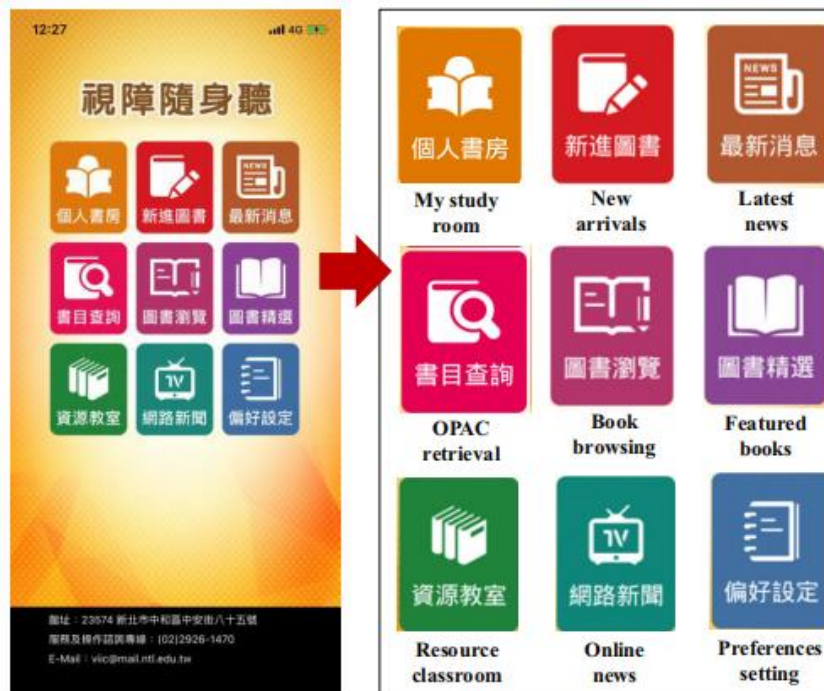 12:27
4G
視障隨身聽
個人書房
新進圖書
NEWS
最新消息
書目查詢
圖書瀏覽
圖書精選
資源教室
TV
網路新聞
偏好設定
館址：23574 新北市中和區中安街八十五號
服務及操作諮詢專線：(02)2926-1470
E-Mail：viic@mail.ntl.edu.tw
個人書房
My study
room
新進圖書
New
arrivals
NEWS
最新消息
Latest
news
書目查詢
OPAC
retrieval
圖書瀏覽
Book
browsing
圖書精選
Featured
books
資源教室
Resource
classroom
TV
網路新聞
Online
news
偏好設定
Preferences
setting